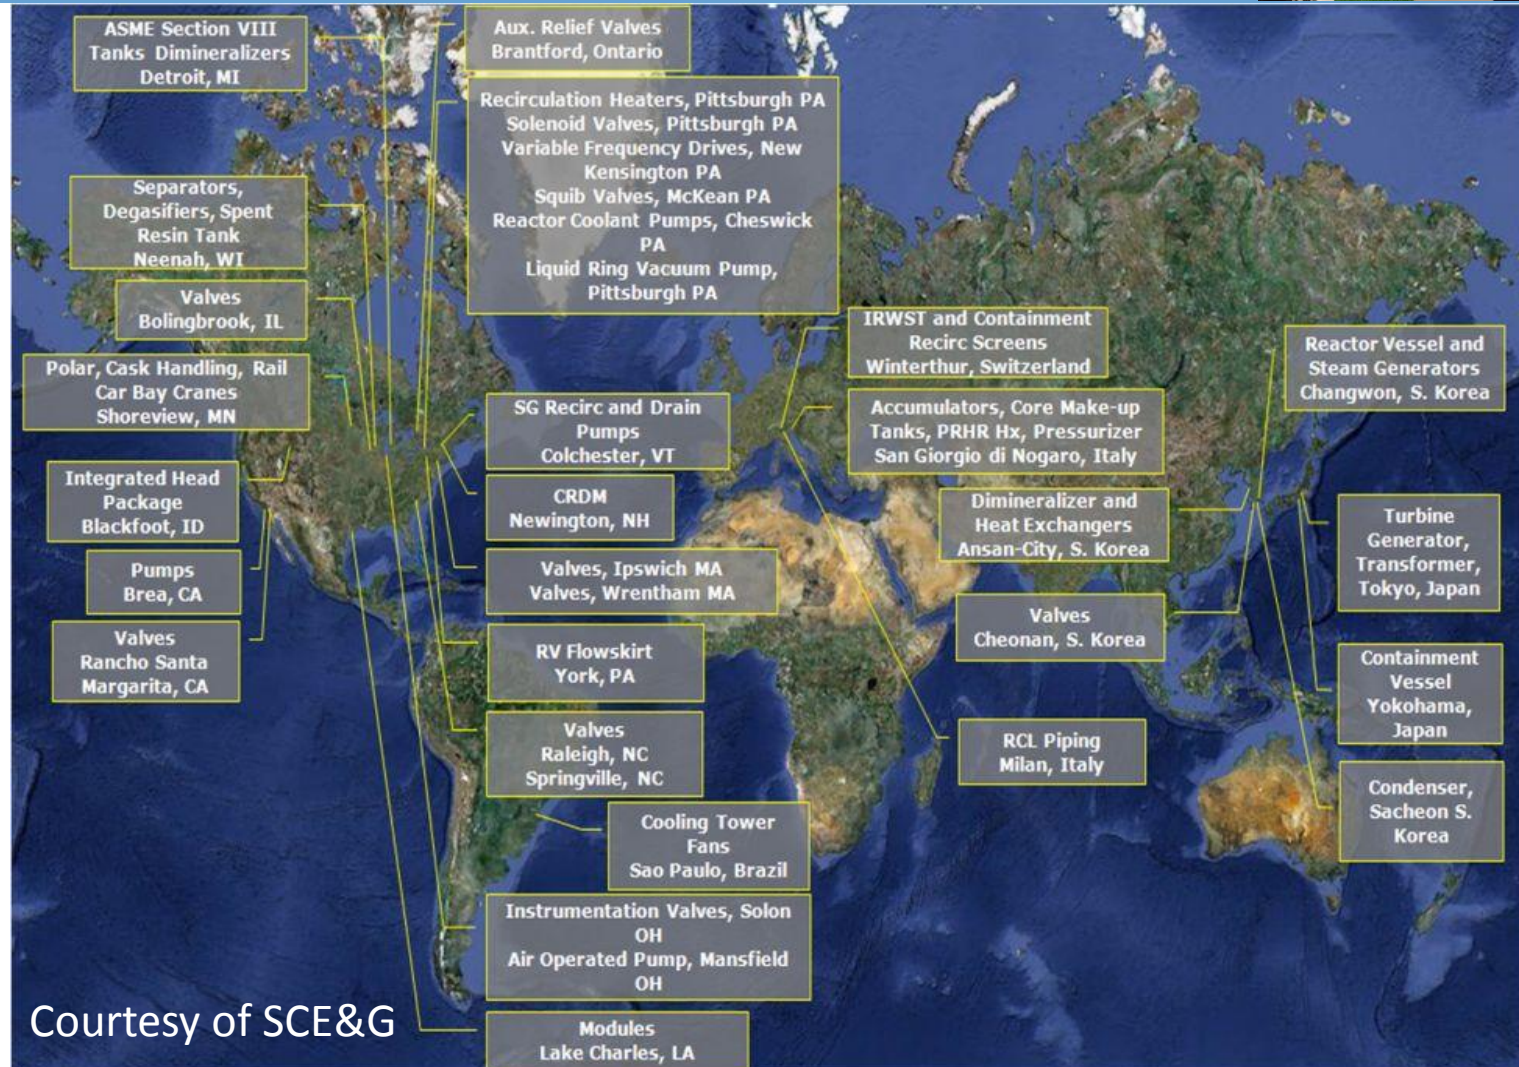 ASME Section VIII
Tanks Dimineralizers
Detroit, MI
Aux. Relief Valves
Brantford, Ontario
Recirculation Heaters, Pittsburgh PA
Solenoid Valves, Pittsburgh PA
Variable Frequency Drives, New
Kensington PA
Squib Valves, McKean PA
Reactor Coolant Pumps, Cheswick
PA
Liquid Ring Vacuum Pump,
Pittsburgh PA
Separators,
Degasifiers, Spent
Resin Tank
Neenah, WI
Valves
Bolingbrook, IL
Polar, Cask Handling, Rail
Car Bay Cranes
Shoreview, MN
Integrated Head
Package
Blackfoot, ID
Pumps
Brea, CA
Valves
Rancho Santa
Margarita, CA
SG Recirc and Drain
Pumps
Colchester, VT
CRDM
Newington, NH
Valves, Ipswich MA
Valves, Wrentham MA
RV Flowskirt
York, PA
Valves
Raleigh, NC
Springville, NC
Cooling Tower
Fans
Sao Paulo, Brazil
Instrumentation Valves, Solon
OH
Air Operated Pump, Mansfield
OH
Modules
Lake Charles, LA
IRWST and Containment
Recirc Screens
Winterthur, Switzerland
Accumulators, Core Make-up
Tanks, PRHR Hx, Pressurizer
San Giorgio di Nogaro, Italy
Dimineralizer and
Heat Exchangers
Ansan-City, S. Korea
Valves
Cheonan, S. Korea
RCL Piping
Milan, Italy
Reactor Vessel and
Steam Generators
Changwon, S. Korea
Turbine
Generator,
Transformer,
Tokyo, Japan
Containment
Vessel
Yokohama,
Japan
Condenser,
Sacheon S.
Korea
Courtesy of SCE&G